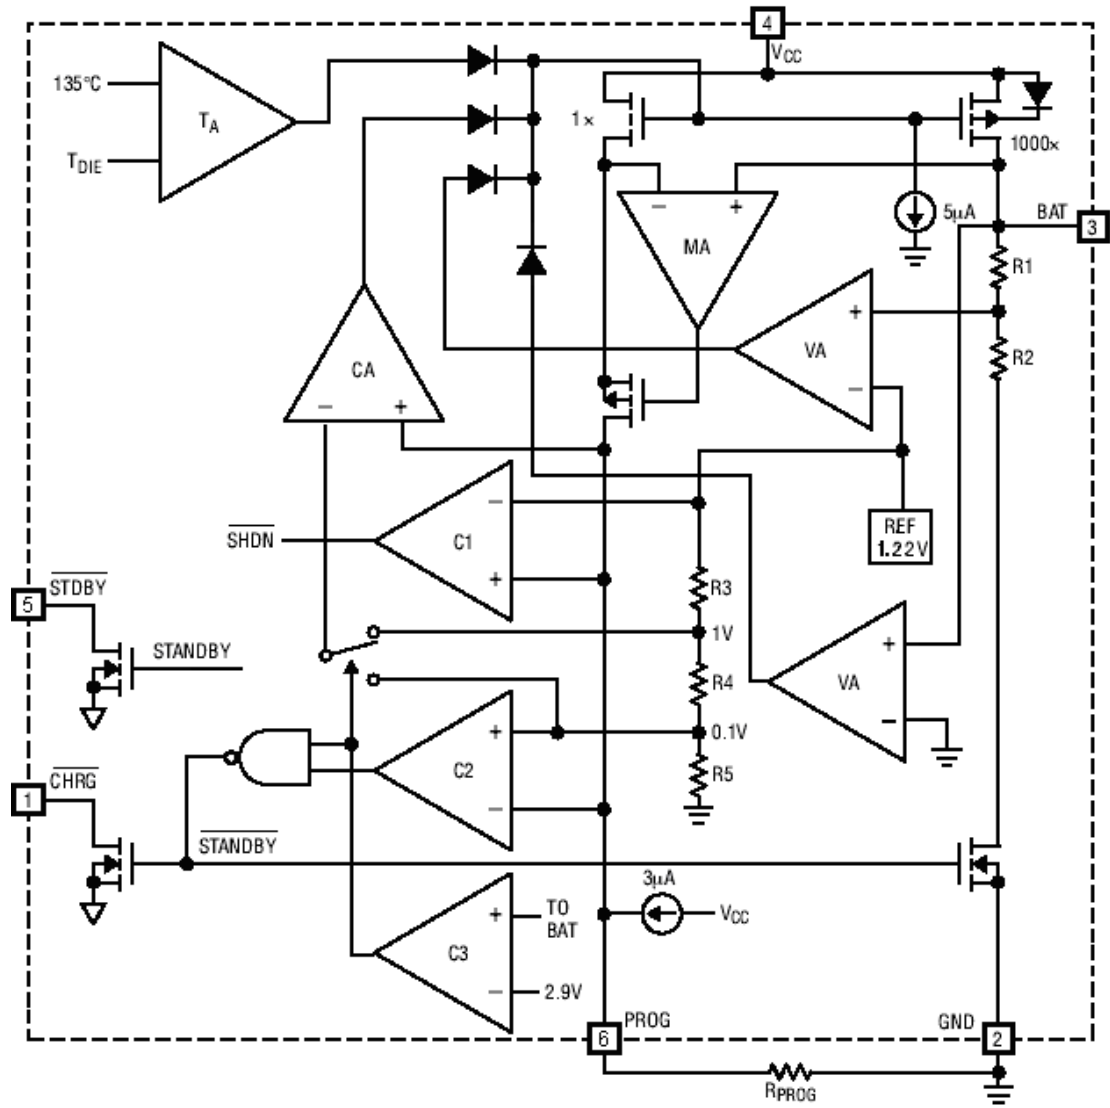 4
VCC
135°C
TA
TDIE
1×
1000×
– +
MA
5µA
BAT
3
R1
+
VA
–
R2
CA
– +
REF
1.22V
–
SHDN
C1
+
R3
STDBY
5
STANDBY
1V
+
VA
–
R4
+
0.1V
C2
–
R5
CHRG
1
STANDBY
3µA
VCC
+
TO
BAT
C3
–
2.9V
PROG
6
GND
2
RPROG